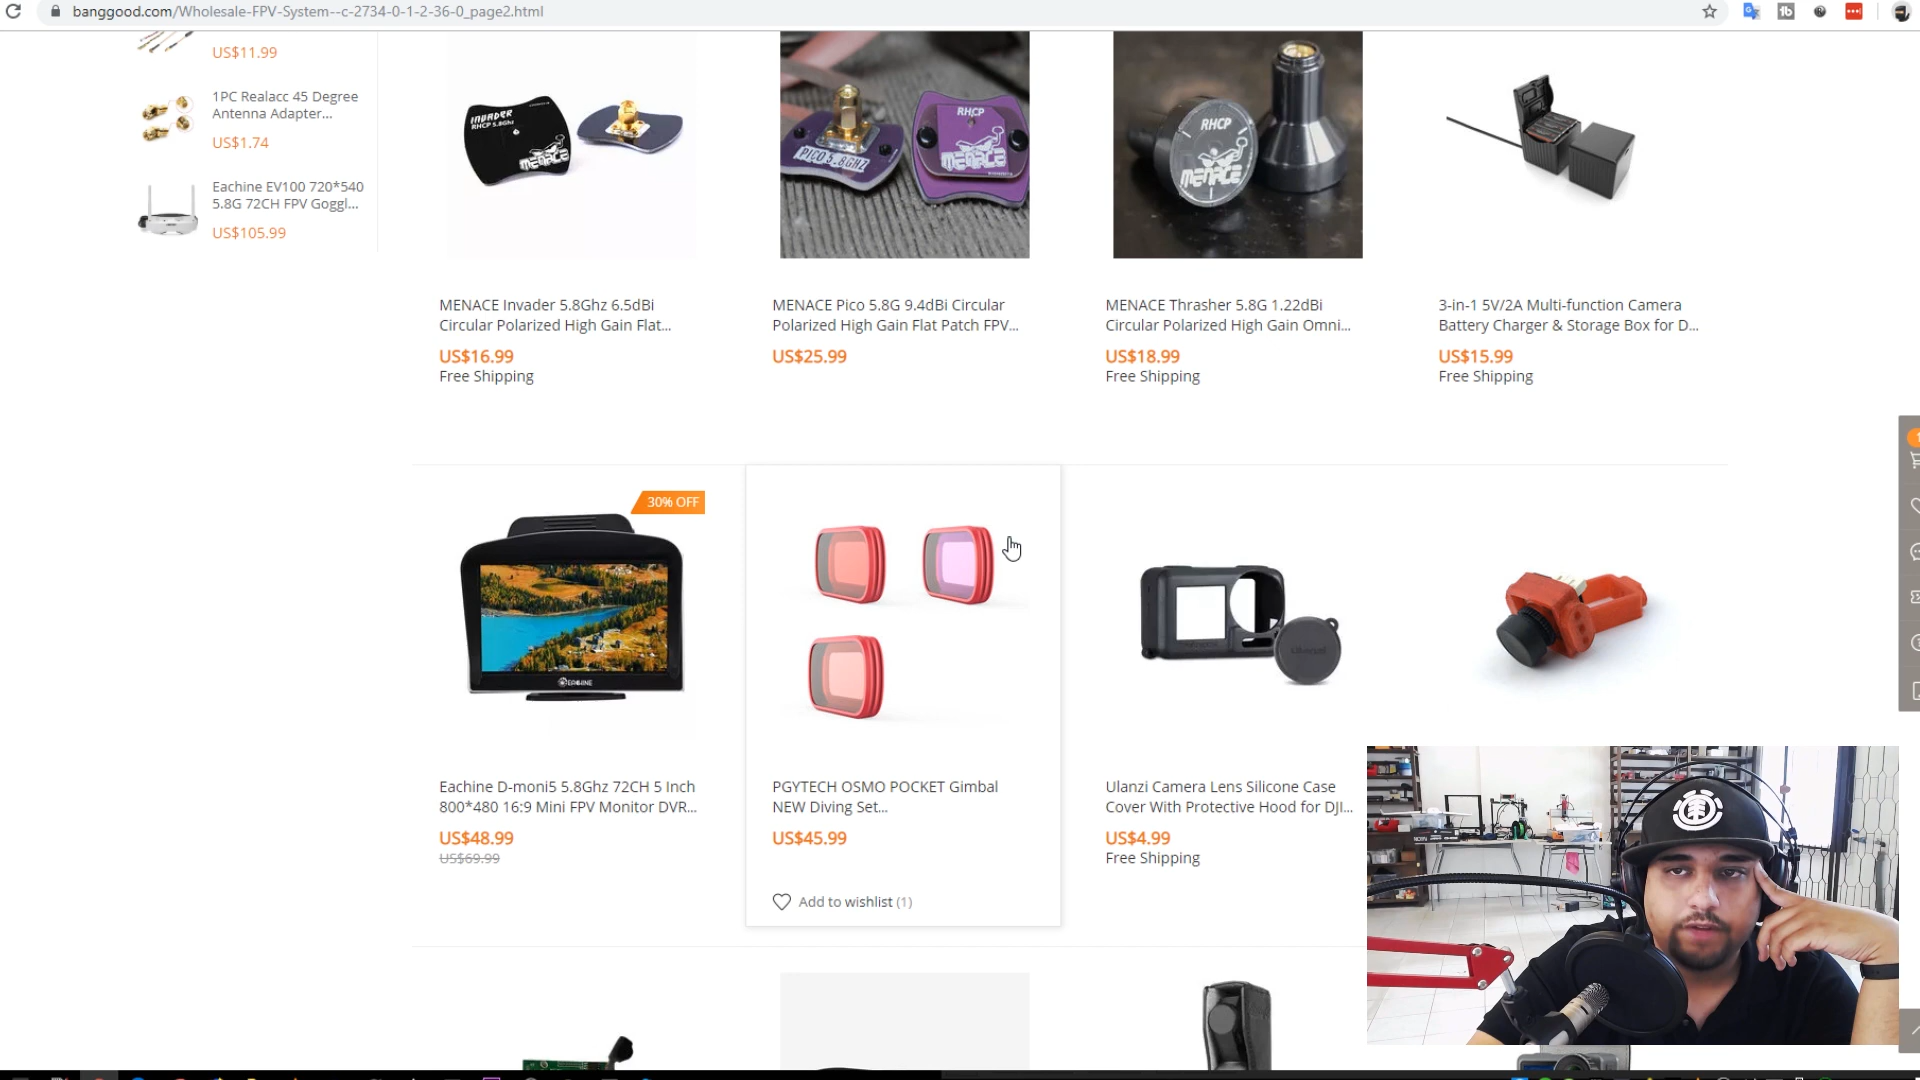 banggood.com/Wholesale-FPV-System--c-2734-0-1-2-36-0_page2.html
US$11.99
1PC Realacc 45 Degree
Antenna Adapter...
US$1.74
Eachine EV100 720*540
5.8G 72CH FPV Goggl...
US$105.99
INVADER
RHCP 5.8Ghz
MENACE
PICO 5.8GHZ
RHCP
MENACE
RHCP
MENACE
MENACE Invader 5.8Ghz 6.5dBi
Circular Polarized High Gain Flat...
US$16.99
Free Shipping
MENACE Pico 5.8G 9.4dBi Circular
Polarized High Gain Flat Patch FPV...
US$25.99
MENACE Thrasher 5.8G 1.22dBi
Circular Polarized High Gain Omni...
US$18.99
Free Shipping
3-in-1 5V/2A Multi-function Camera
Battery Charger & Storage Box for D...
US$15.99
Free Shipping
30% OFF
EACHINE
Eachine D-moni5 5.8Ghz 72CH 5 Inch
800*480 16:9 Mini FPV Monitor DVR...
US$48.99
US$69.99
PGYTECH OSMO POCKET Gimbal
NEW Diving Set...
US$45.99
Add to wishlist (1)
Ulanzi Camera Lens Silicone Case
Cover With Protective Hood for DJI...
US$4.99
Free Shipping